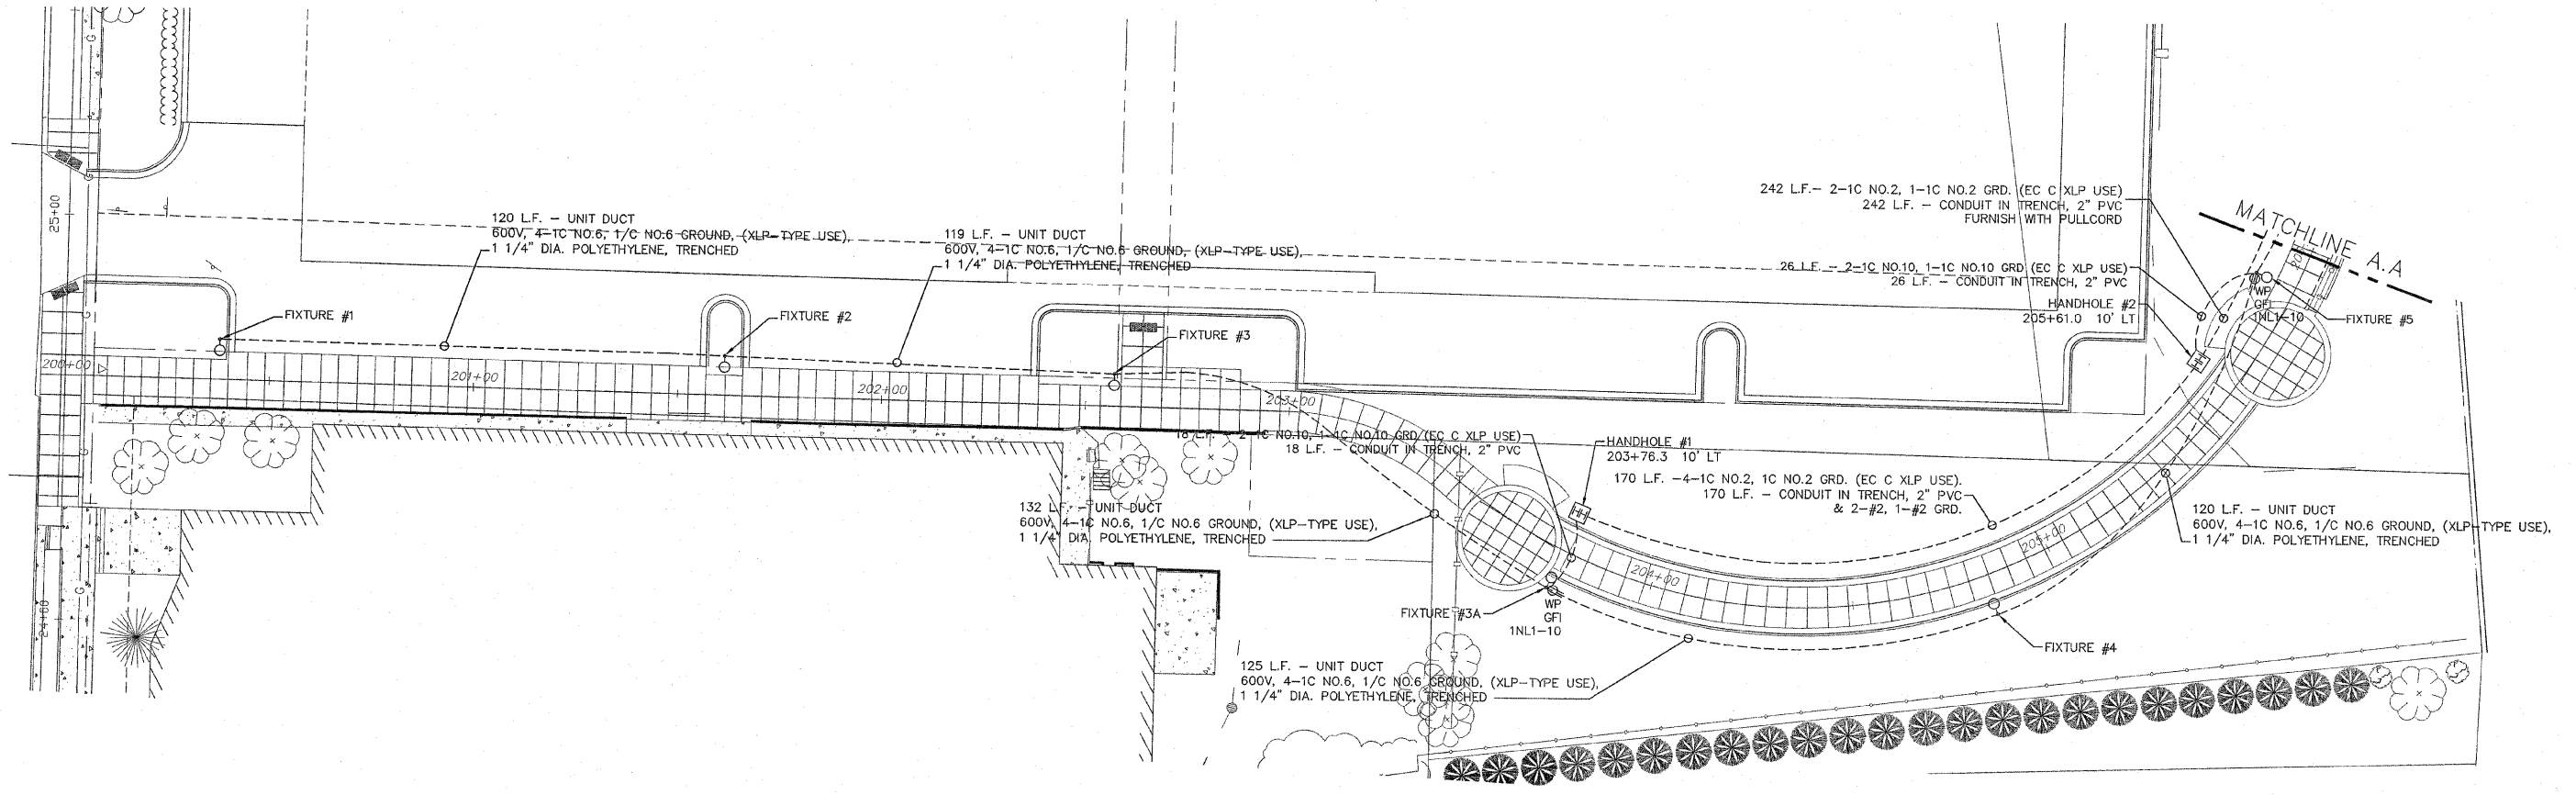 25+00
120 L.F. – UNIT DUCT
600V, 4–1C NO.6, 1/C NO.6 GROUND, (XLP–TYPE USE),
1 1/4" DIA. POLYETHYLENE, TRENCHED
119 L.F. – UNIT DUCT
600V, 4–1C NO.6, 1/C NO.6 GROUND, (XLP–TYPE USE),
1 1/4" DIA. POLYETHYLENE, TRENCHED
242 L.F.– 2–1C NO.2, 1–1C NO.2 GRD. (EC C XLP USE)
242 L.F. – CONDUIT IN TRENCH, 2" PVC
FURNISH WITH PULLCORD
MATCHLINE A.A
26 L.F. – 2–1C NO.10, 1–1C NO.10 GRD (EC C XLP USE)
26 L.F. – CONDUIT IN TRENCH, 2" PVC
HANDHOLE #2
205+61.0 10' LT
WP
GFI
1NL1–10
FIXTURE #5
FIXTURE #1
FIXTURE #2
FIXTURE #3
200+00
201+00
202+00
203+00
18 L.F. – 2–1C NO.10, 1–1C NO.10 GRD (EC C XLP USE)
18 L.F. – CONDUIT IN TRENCH, 2" PVC
HANDHOLE #1
203+76.3 10' LT
170 L.F. –4–1C NO.2, 1C NO.2 GRD. (EC C XLP USE).
170 L.F. – CONDUIT IN TRENCH, 2" PVC
& 2–#2, 1–#2 GRD.
132 L.F. – UNIT DUCT
600V, 4–1C NO.6, 1/C NO.6 GROUND, (XLP–TYPE USE),
1 1/4" DIA. POLYETHYLENE, TRENCHED
120 L.F. – UNIT DUCT
600V, 4–1C NO.6, 1/C NO.6 GROUND, (XLP–TYPE USE),
1 1/4" DIA. POLYETHYLENE, TRENCHED
204+00
205+00
FIXTURE #3A
WP
GFI
1NL1–10
FIXTURE #4
125 L.F. – UNIT DUCT
600V, 4–1C NO.6, 1/C NO.6 GROUND, (XLP–TYPE USE),
1 1/4" DIA. POLYETHYLENE, TRENCHED
G
G
G
G
G